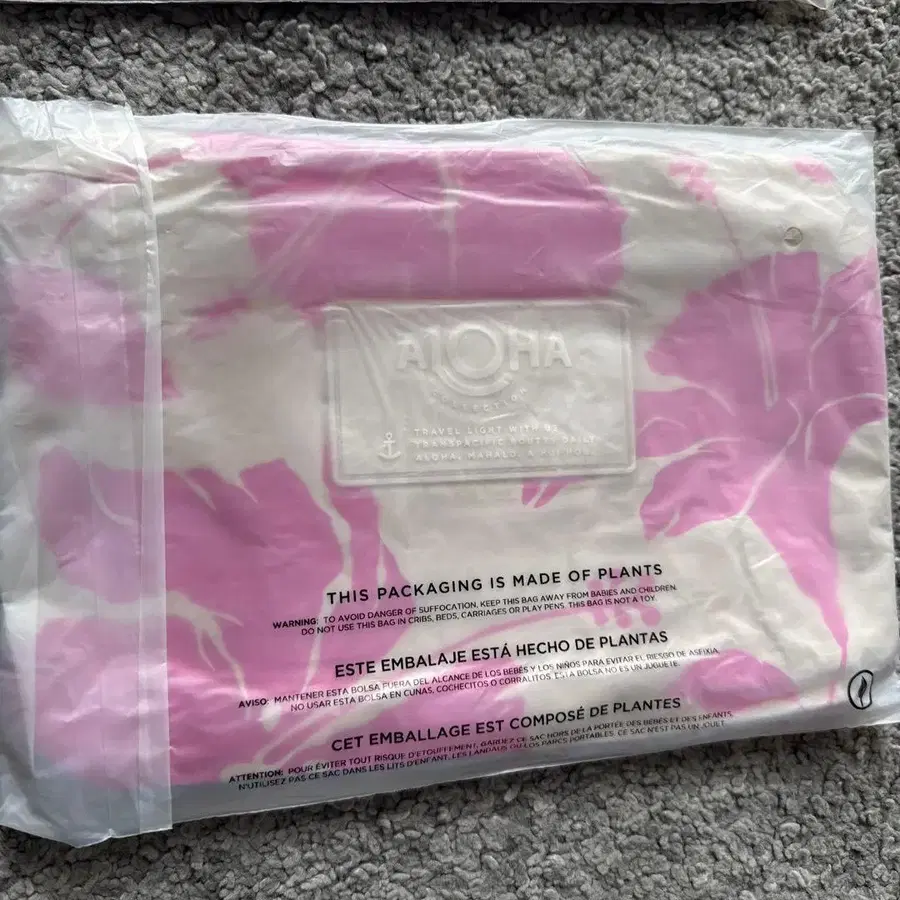 ALOHA
COLLECTION
TRAVEL LIGHT WITH US
TRANSPACIFIC ROUTES DAILY
ALOHA, MAHALO, A HUI HOU.
THIS PACKAGING IS MADE OF PLANTS
WARNING: TO AVOID DANGER OF SUFFOCATION, KEEP THIS BAG AWAY FROM BABIES AND CHILDREN.
DO NOT USE THIS BAG IN CRIBS, BEDS, CARRIAGES OR PLAY PENS. THIS BAG IS NOT A TOY.
ESTE EMBALAJE ESTÁ HECHO DE PLANTAS
AVISO: MANTENER ESTA BOLSA FUERA DEL ALCANCE DE LOS BEBÉS Y LOS NIÑOS PARA EVITAR EL RIESGO DE ASFIXIA.
NO USAR ESTA BOLSA EN CUNAS, COCHECITOS O CORRALITOS. ESTA BOLSA NO ES UN JUGUETE.
CET EMBALLAGE EST COMPOSÉ DE PLANTES
ATTENTION: POUR ÉVITER TOUT RISQUE D'ÉTOUFFEMENT, GARDEZ CE SAC HORS DE LA PORTÉE DES BÉBÉS ET DES ENFANTS.
N'UTILISEZ PAS CE SAC DANS LES LITS D'ENFANT, LES LANDAUS OU LES PARCS PORTABLES. CE SAC N'EST PAS UN JOUET.